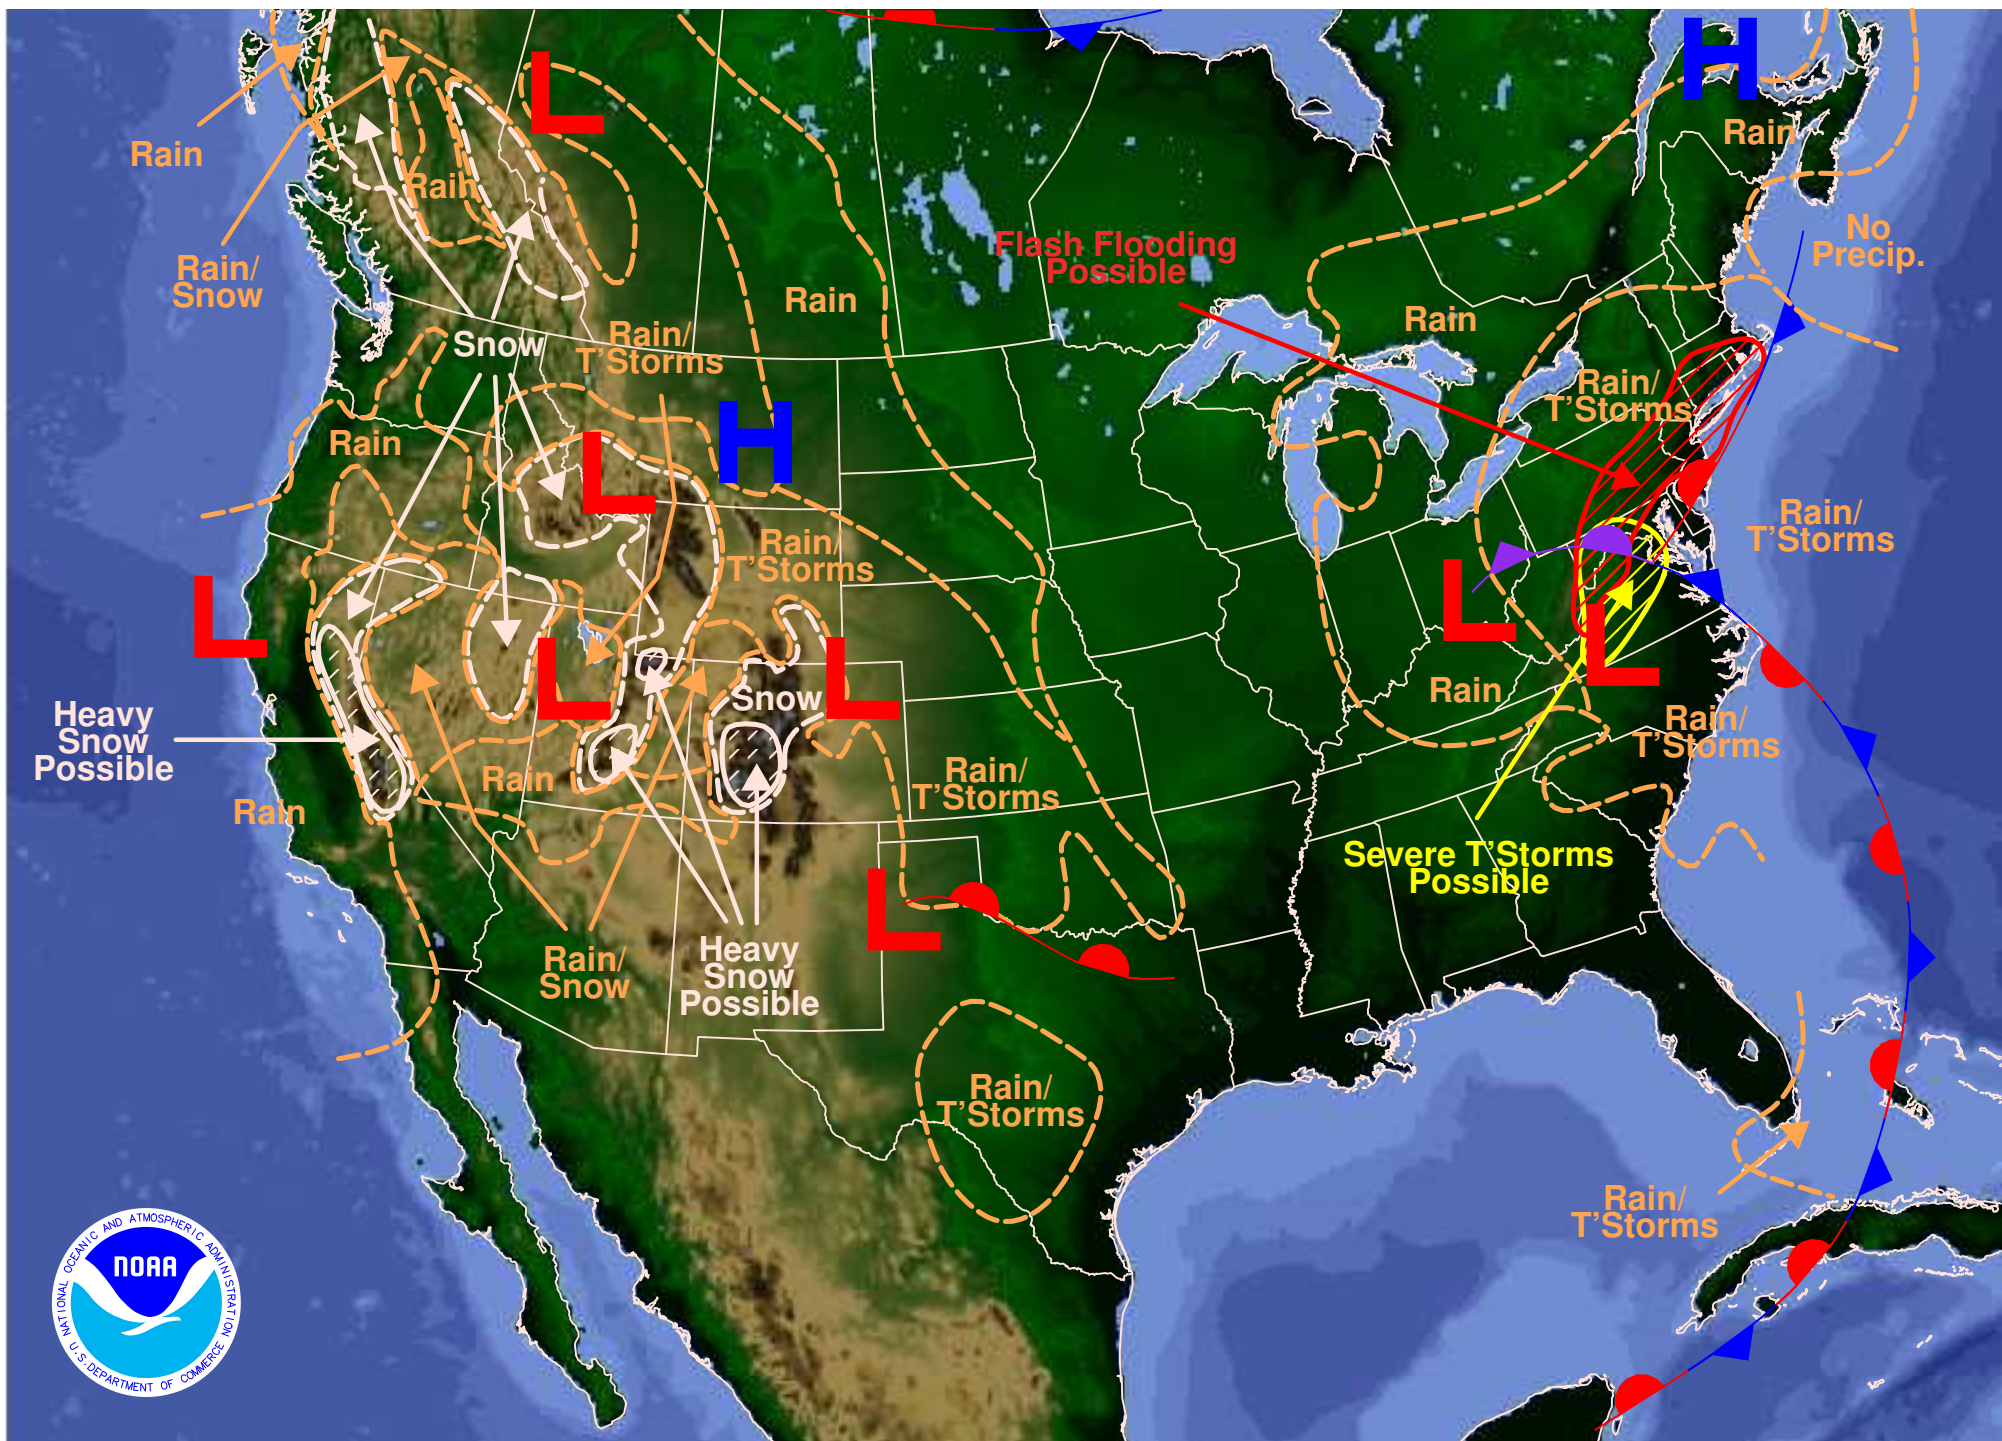 H
L
Rain
Rain
Rain
Rain/
Snow
Flash Flooding
Possible
No
Precip.
Rain
Rain
Snow
Rain/
T'Storms
Rain/
T'Storms
H
Rain
L
Rain/
T'Storms
Rain/
T'Storms
L
L
L
L
L
L
Snow
Rain
Heavy
Snow
Possible
Rain
Rain
Rain/
T'Storms
Rain/
T'Storms
Severe T'Storms
Possible
L
Rain/
Snow
Heavy
Snow
Possible
Rain/
T'Storms
Rain/
T'Storms
NATIONAL OCEANIC AND ATMOSPHERIC ADMINISTRATION
NOAA
U.S. DEPARTMENT OF COMMERCE